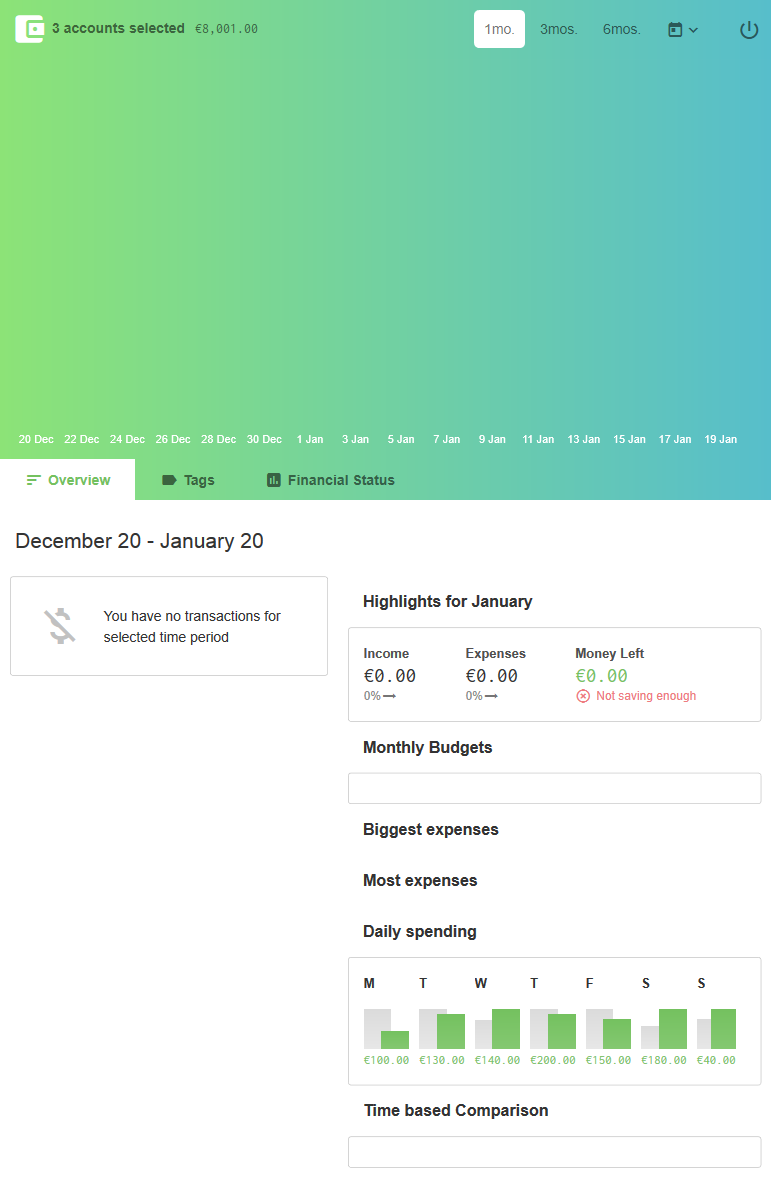 3 accounts selected €8,001.00 1mo. 3mos. 6mos.
20 Dec 22 Dec 24 Dec 26 Dec 28 Dec 30 Dec 1 Jan 3 Jan 5 Jan 7 Jan 9 Jan 11 Jan 13 Jan 15 Jan 17 Jan 19 Jan
Overview Tags Financial Status
December 20 - January 20
You have no transactions for
selected time period
Highlights for January
Income Expenses Money Left
€0.00 €0.00 €0.00
0% 0% Not saving enough
Monthly Budgets
Biggest expenses
Most expenses
Daily spending
M T W T F S S
€100.00 €130.00 €140.00 €200.00 €150.00 €180.00 €40.00
Time based Comparison